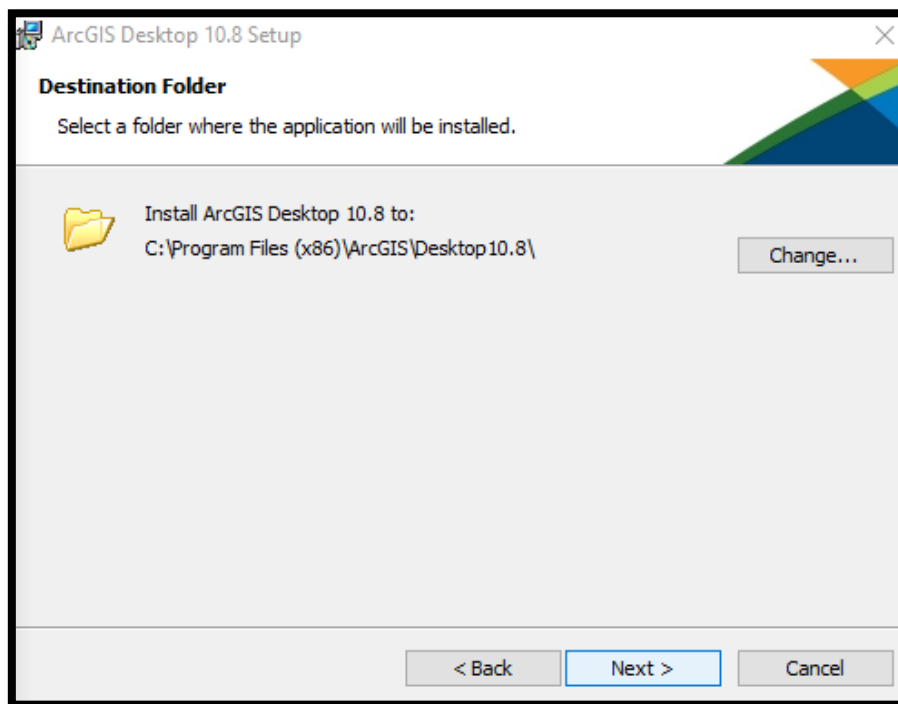 ArcGIS Desktop 10.8 Setup
Destination Folder
Select a folder where the application will be installed.
Install ArcGIS Desktop 10.8 to:
C:\Program Files (x86)\ArcGIS\Desktop10.8\
Change...
< Back
Next >
Cancel